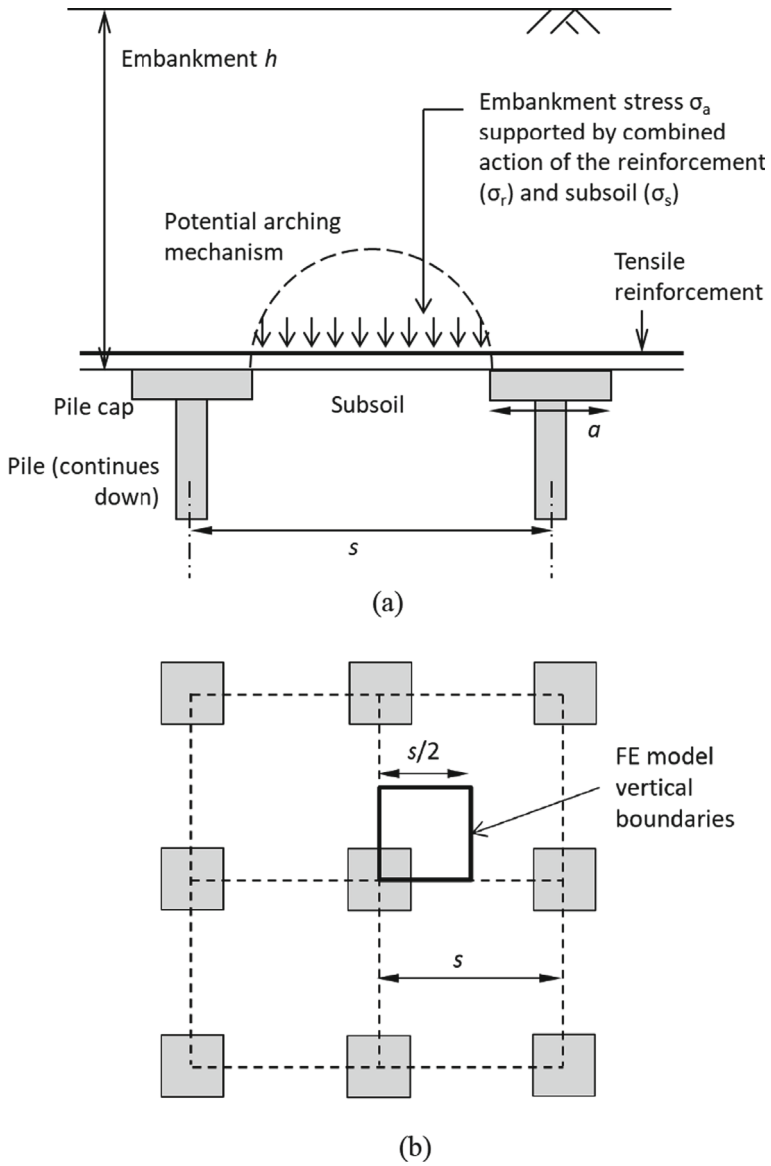 Embankment h
Embankment stress σa
supported by combined
action of the reinforcement
(σr) and subsoil (σs)
Potential arching
mechanism
Tensile
reinforcement
Pile cap
Subsoil
a
Pile (continues
down)
s
(a)
s/2
FE model
vertical
boundaries
s
(b)